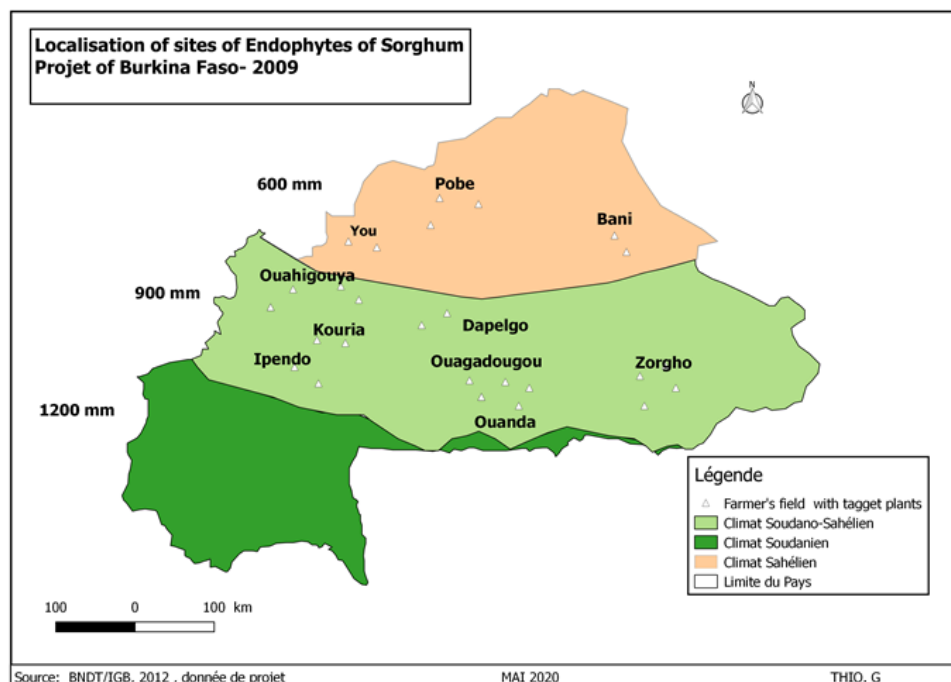 Localisation of sites of Endophytes of Sorghum
Projet of Burkina Faso- 2009
N
600 mm
Pobe
Bani
You
Ouahigouya
900 mm
Kouria
Dapelgo
Ipendo
Ouagadougou
Zorgho
1200 mm
Ouanda
Légende
Farmer's field with tagget plants
Climat Soudano-Sahélien
Climat Soudanien
Climat Sahélien
Limite du Pays
100 0 100 km
Source: BNDT/IGB, 2012 , donnée de projet MAI 2020 THIO, G